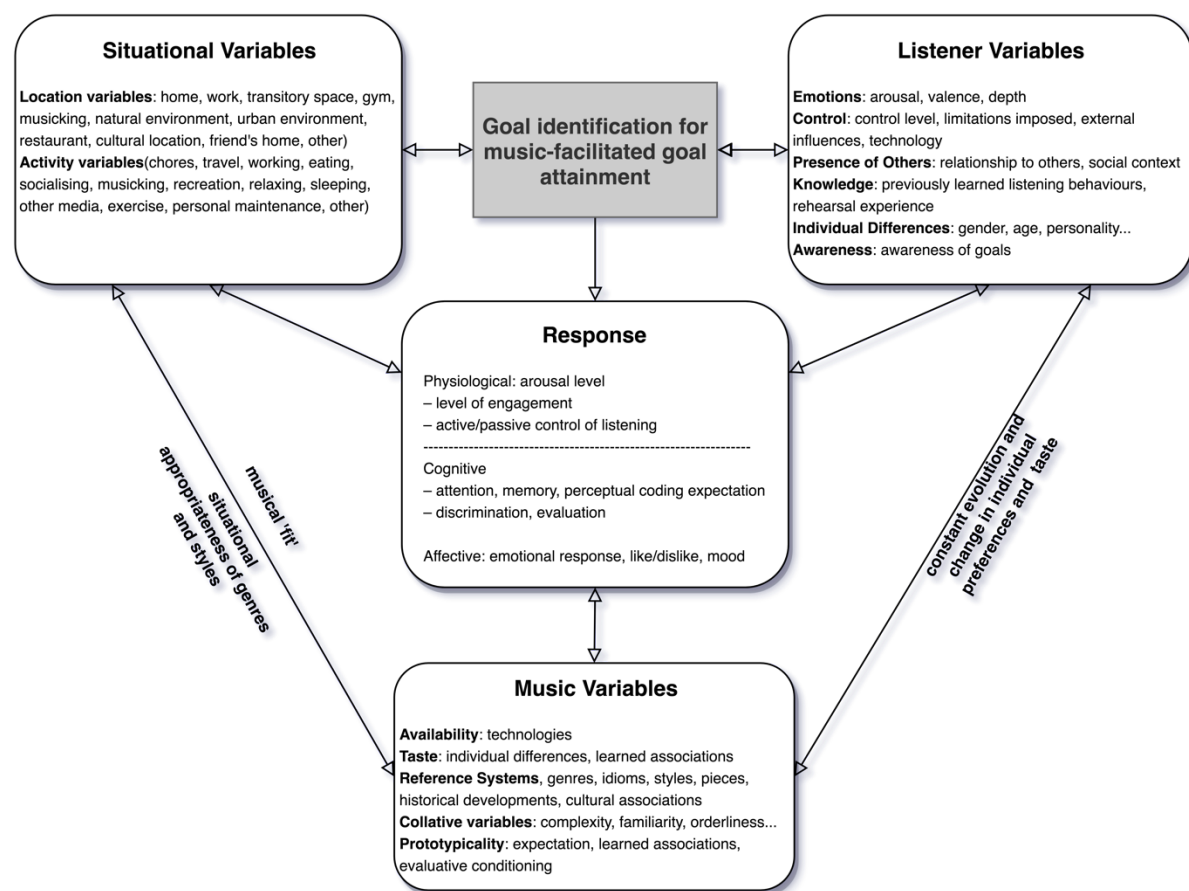 Situational Variables
Location variables: home, work, transitory space, gym,
musicking, natural environment, urban environment,
restaurant, cultural location, friend's home, other)
Activity variables(chores, travel, working, eating,
socialising, musicking, recreation, relaxing, sleeping,
other media, exercise, personal maintenance, other)
Goal identification for
music-facilitated goal
attainment
Listener Variables
Emotions: arousal, valence, depth
Control: control level, limitations imposed, external
influences, technology
Presence of Others: relationship to others, social context
Knowledge: previously learned listening behaviours,
rehearsal experience
Individual Differences: gender, age, personality...
Awareness: awareness of goals
Response
Physiological: arousal level
– level of engagement
– active/passive control of listening
----------------------------------------------------------------
Cognitive
– attention, memory, perceptual coding expectation
– discrimination, evaluation
Affective: emotional response, like/dislike, mood
musical 'fit'
situational
appropriateness of genres
and styles
constant evolution and
change in individual
preferences and taste
Music Variables
Availability: technologies
Taste: individual differences, learned associations
Reference Systems, genres, idioms, styles, pieces,
historical developments, cultural associations
Collative variables: complexity, familiarity, orderliness...
Prototypicality: expectation, learned associations,
evaluative conditioning